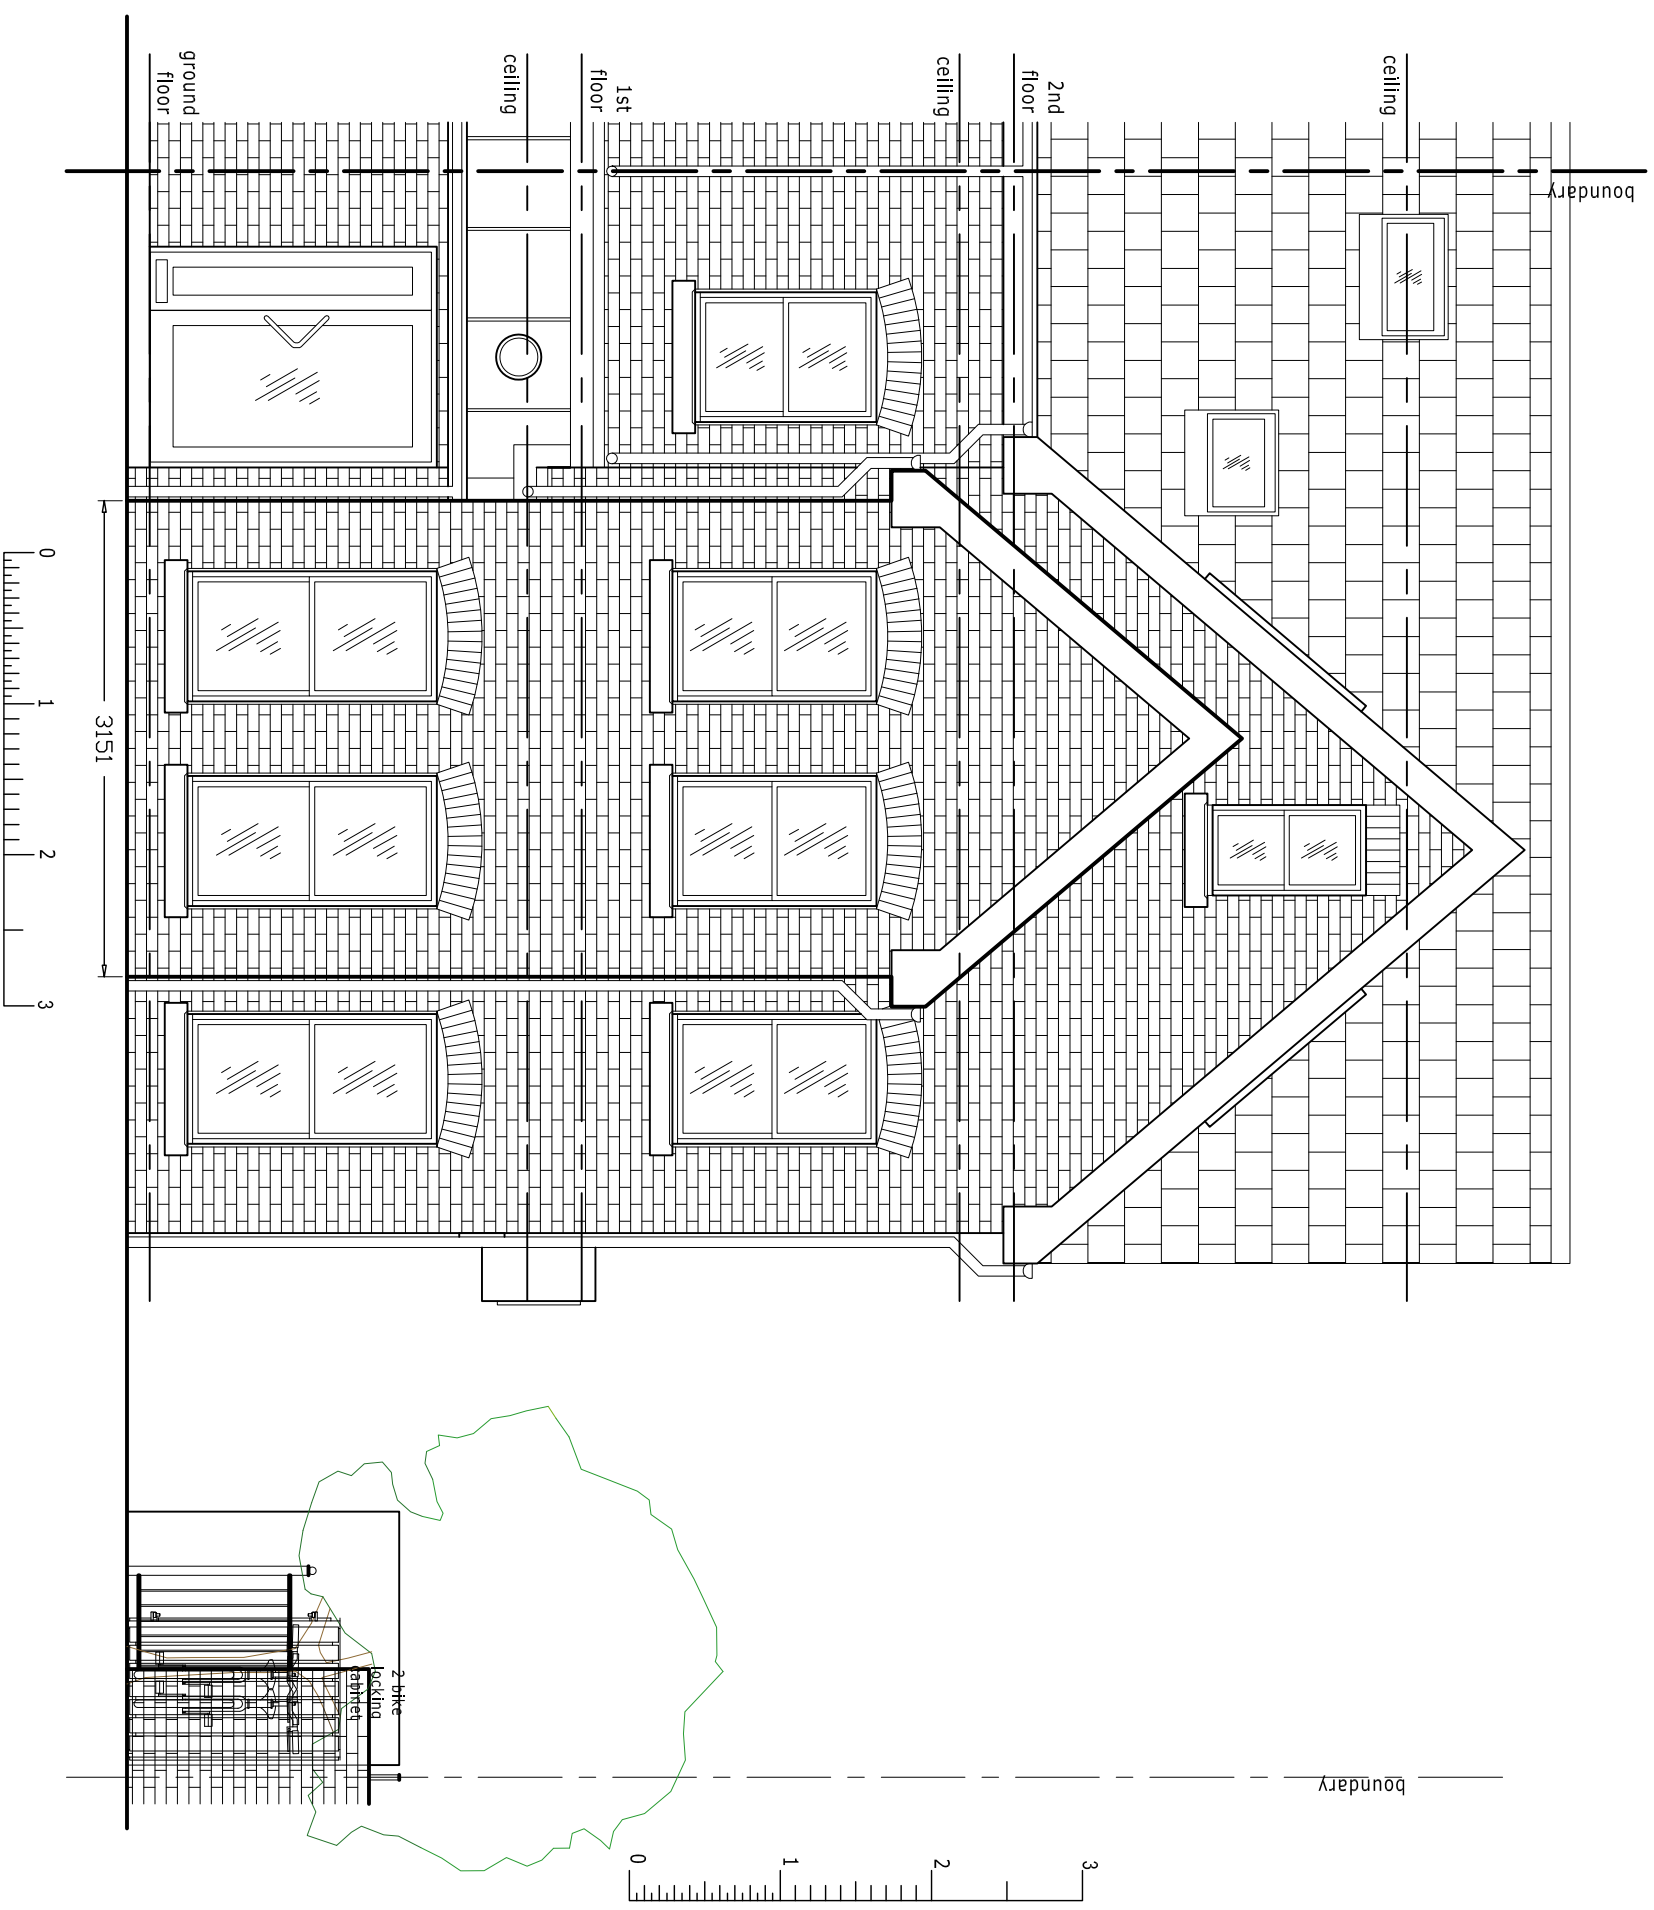 boundary
ceiling
2nd
floor
ceiling
1st
floor
ceiling
ground
floor
3151
0
1
2
3
boundary
2 bike
locking
cabinet
0
1
2
3